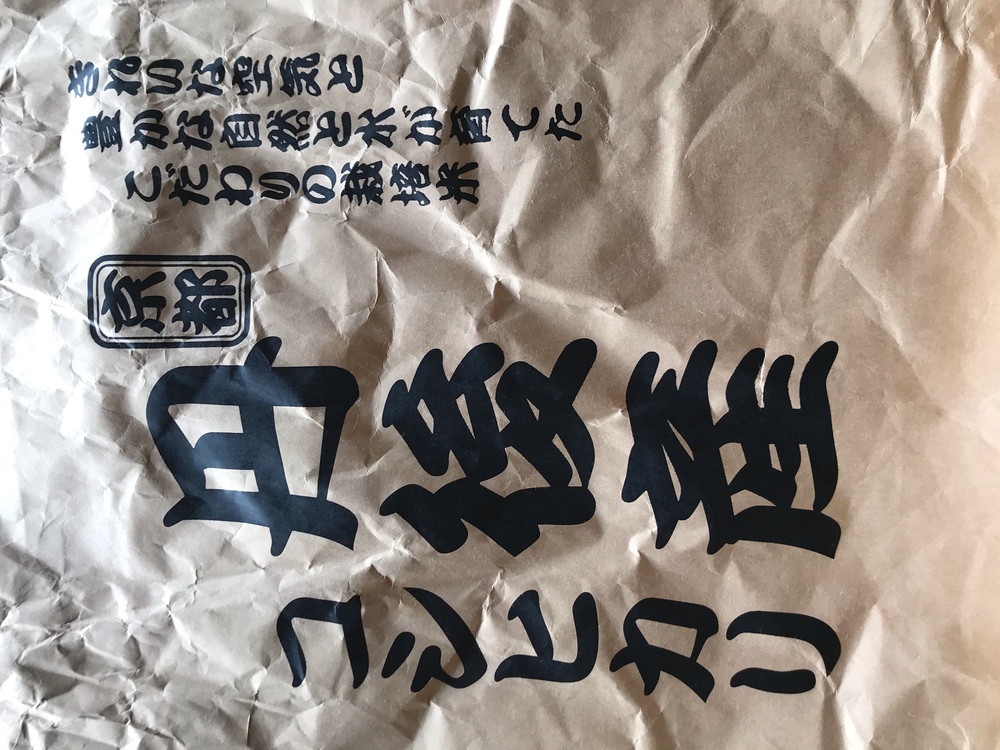 きれいな空気と
豊かな自然と水が育てた
こだわりの栽培米
京都
丹後産
コシヒカリ